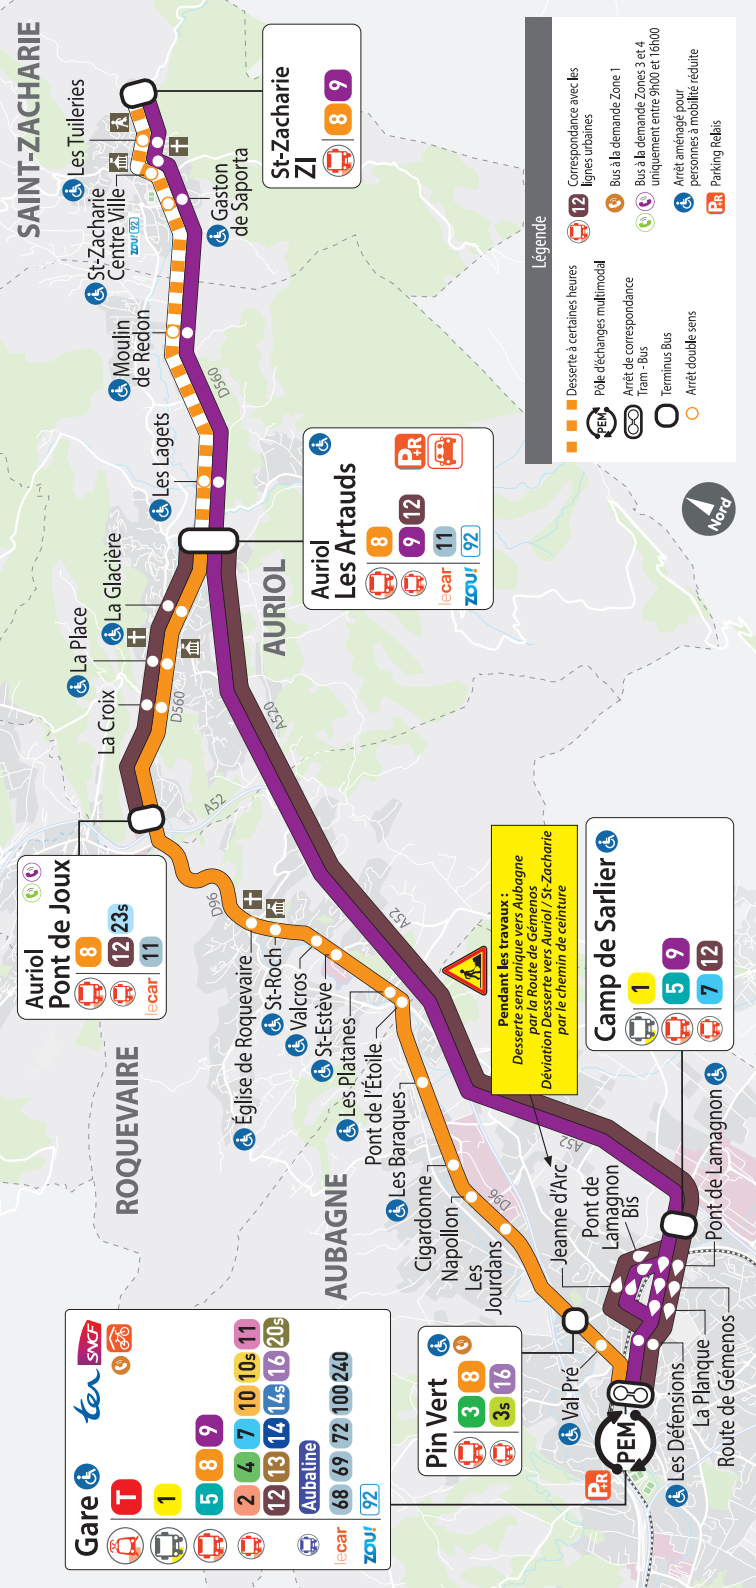 SAINT-ZACHARIE
Les Tuileries
St-Zacharie
Centre Ville
ZOU! 92
Gaston
de Saporta
St-Zacharie
ZI
8 9
Moulin
de Redon
D560
Les Lagets
Auriol
Les Artauds
8
9 12
11
lecar
92
ZOU!
P+R
AURIOL
La Glacière
La Place
La Croix
D560
A520
A52
Auriol
Pont de Joux
8
12 23s
lecar 11
D96
ROQUEVAIRE
Église de Roquevaire
St-Roch
Valcros
St-Estève
Les Platanes
Pont de l'Étoile
Les Baraques
A52
AUBAGNE
Cigardonne
Napollon
Les
Jourdans
D96
Pendant les travaux :
Desserte sens unique vers Aubagne
par la Route de Gémenos
Déviation Desserte vers Auriol / St-Zacharie
par le chemin de ceinture
Camp de Sarlier
1
5 9
7 12
A52
Jeanne d'Arc
Pont de
Lamagnon
Bis
Pont de Lamagnon
Pin Vert
3 8
3s 16
Val Pré
Les Défensions
La Planque
Route de Gémenos
PEM
P+R
Gare
ter SNCF
T
1
5 8 9
2 4 7 10 10s 11
12 13 14 14s 16 20s
Aubaline
lecar 68 69 72 100 240
ZOU! 92
Légende
Desserte à certaines heures
PEM Pôle d'échanges multimodal
Arrêt de correspondance
Tram - Bus
Terminus Bus
Arrêt double sens
12 Correspondance avec les
lignes urbaines
Bus à la demande Zone 1
Bus à la demande Zones 3 et 4
uniquement entre 9h00 et 16h00
Arrêt aménagé pour
personnes à mobilité réduite
P+R Parking Relais
Nord